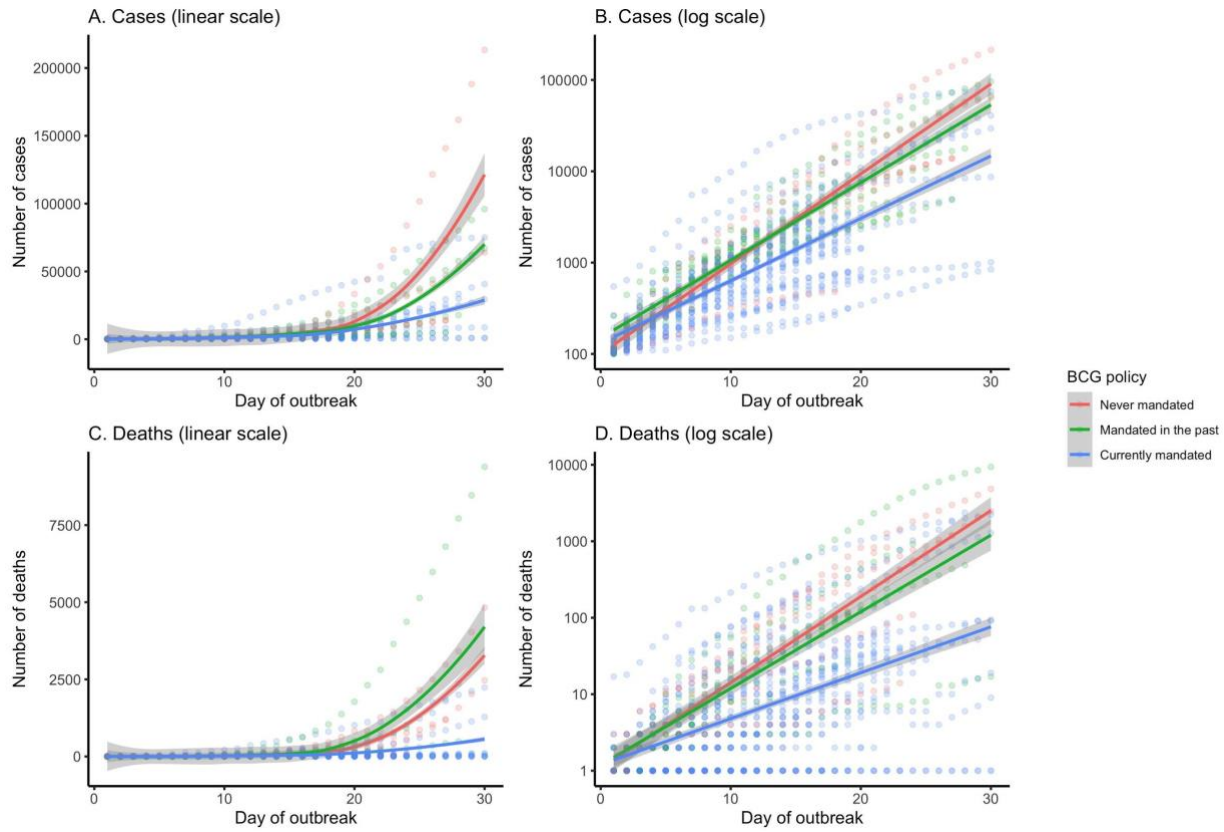 A. Cases (linear scale)
Number of cases
200000
150000
100000
50000
0
0 10 20 30
Day of outbreak
B. Cases (log scale)
Number of cases
100000
10000
1000
100
0 10 20 30
Day of outbreak
C. Deaths (linear scale)
Number of deaths
7500
5000
2500
0
0 10 20 30
Day of outbreak
D. Deaths (log scale)
Number of deaths
10000
1000
100
10
1
0 10 20 30
Day of outbreak
BCG policy
Never mandated
Mandated in the past
Currently mandated